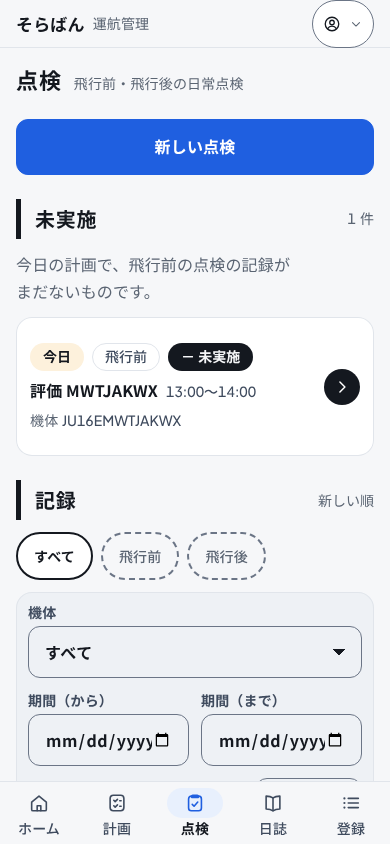 そらばん 運航管理
点検 飛行前・飛行後の日常点検
新しい点検
未実施 1 件
今日の計画で、飛行前の点検の記録が
まだないものです。
今日 飛行前 － 未実施
評価 MWTJAKWX 13:00〜14:00
機体 JU16EMWTJAKWX
記録 新しい順
すべて 飛行前 飛行後
機体
すべて
期間（から） 期間（まで）
mm/dd/yyyy mm/dd/yyyy
ホーム 計画 点検 日誌 登録